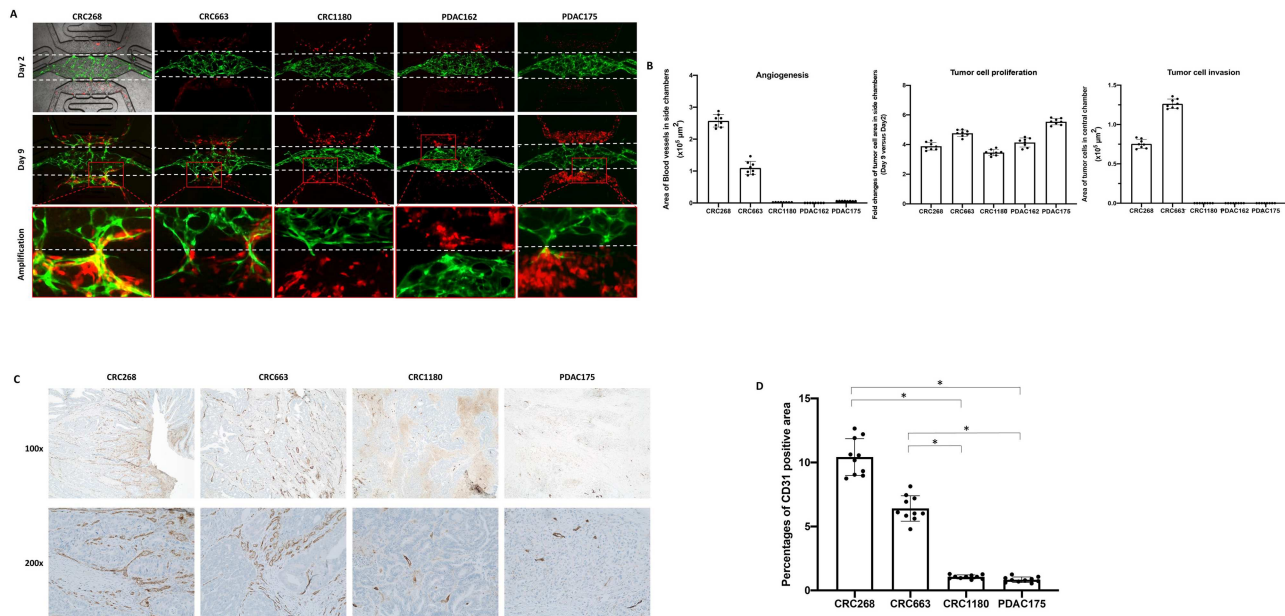 A
CRC268 CRC663 CRC1180 PDAC162 PDAC175
Day 2
Day 9
Amplification
B
Angiogenesis
Area of Blood vessels in side chambers
(x10⁵ µm²)
4
3
2
1
0
CRC268 CRC663 CRC1180 PDAC162 PDAC175
Tumor cell proliferation
Fold changes of tumor cell area in side chambers
(Day 9 versus Day2)
8
6
4
2
0
CRC268 CRC663 CRC1180 PDAC162 PDAC175
Tumor cell invasion
Area of tumor cells in central chamber
(x10⁵ µm²)
1.5
1.0
0.5
0.0
CRC268 CRC663 CRC1180 PDAC162 PDAC175
C
CRC268 CRC663 CRC1180 PDAC175
100x
200x
D
Percentages of CD31 positive area
15
10
5
0
* * * *
CRC268 CRC663 CRC1180 PDAC175